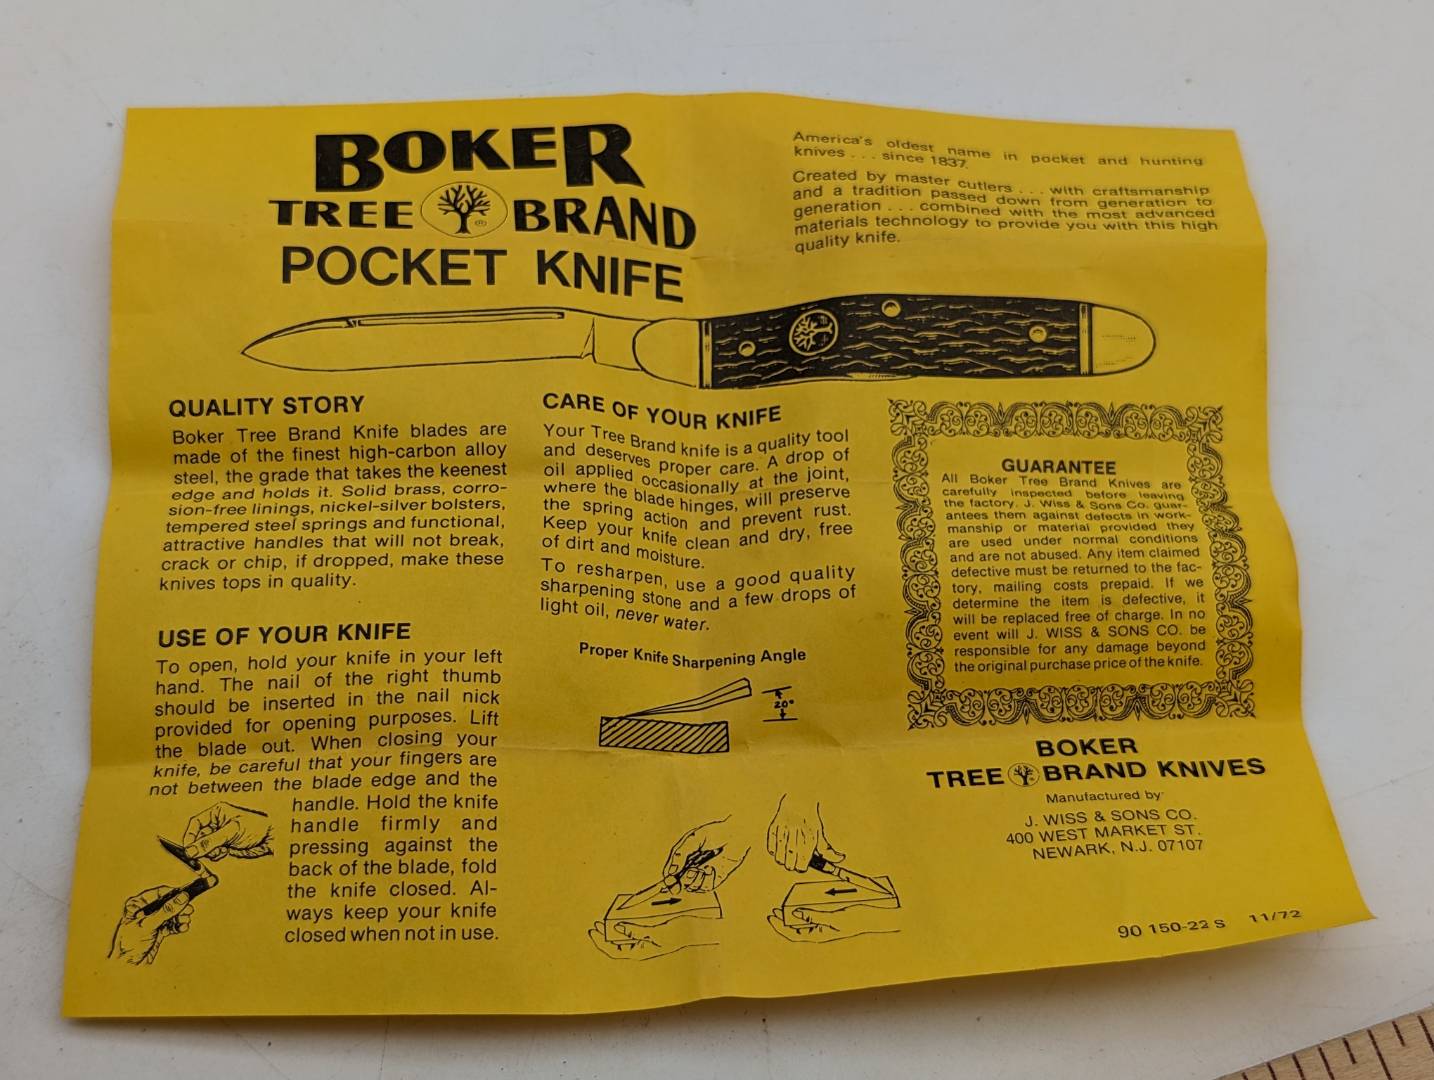 BOKER
TREE BRAND
®
POCKET KNIFE
America's oldest name in pocket and hunting
knives . . . since 1837.
Created by master cutlers . . . with craftsmanship
and a tradition passed down from generation to
generation . . . combined with the most advanced
materials technology to provide you with this high
quality knife.
QUALITY STORY
Boker Tree Brand Knife blades are
made of the finest high-carbon alloy
steel, the grade that takes the keenest
edge and holds it. Solid brass, corro-
sion-free linings, nickel-silver bolsters,
tempered steel springs and functional,
attractive handles that will not break,
crack or chip, if dropped, make these
knives tops in quality.
USE OF YOUR KNIFE
To open, hold your knife in your left
hand. The nail of the right thumb
should be inserted in the nail nick
provided for opening purposes. Lift
the blade out. When closing your
knife, be careful that your fingers are
not between the blade edge and the
handle. Hold the knife
handle firmly and
pressing against the
back of the blade, fold
the knife closed. Al-
ways keep your knife
closed when not in use.
CARE OF YOUR KNIFE
Your Tree Brand knife is a quality tool
and deserves proper care. A drop of
oil applied occasionally at the joint,
where the blade hinges, will preserve
the spring action and prevent rust.
Keep your knife clean and dry, free
of dirt and moisture.
To resharpen, use a good quality
sharpening stone and a few drops of
light oil, never water.
Proper Knife Sharpening Angle
20°
GUARANTEE
All Boker Tree Brand Knives are
carefully inspected before leaving
the factory. J. Wiss & Sons Co. guar-
antees them against defects in work-
manship or material provided they
are used under normal conditions
and are not abused. Any item claimed
defective must be returned to the fac-
tory, mailing costs prepaid. If we
determine the item is defective, it
will be replaced free of charge. In no
event will J. WISS & SONS CO. be
responsible for any damage beyond
the original purchase price of the knife.
BOKER
TREE BRAND KNIVES
Manufactured by
J. WISS & SONS CO.
400 WEST MARKET ST.
NEWARK, N.J. 07107
90 150-22 S 11/72